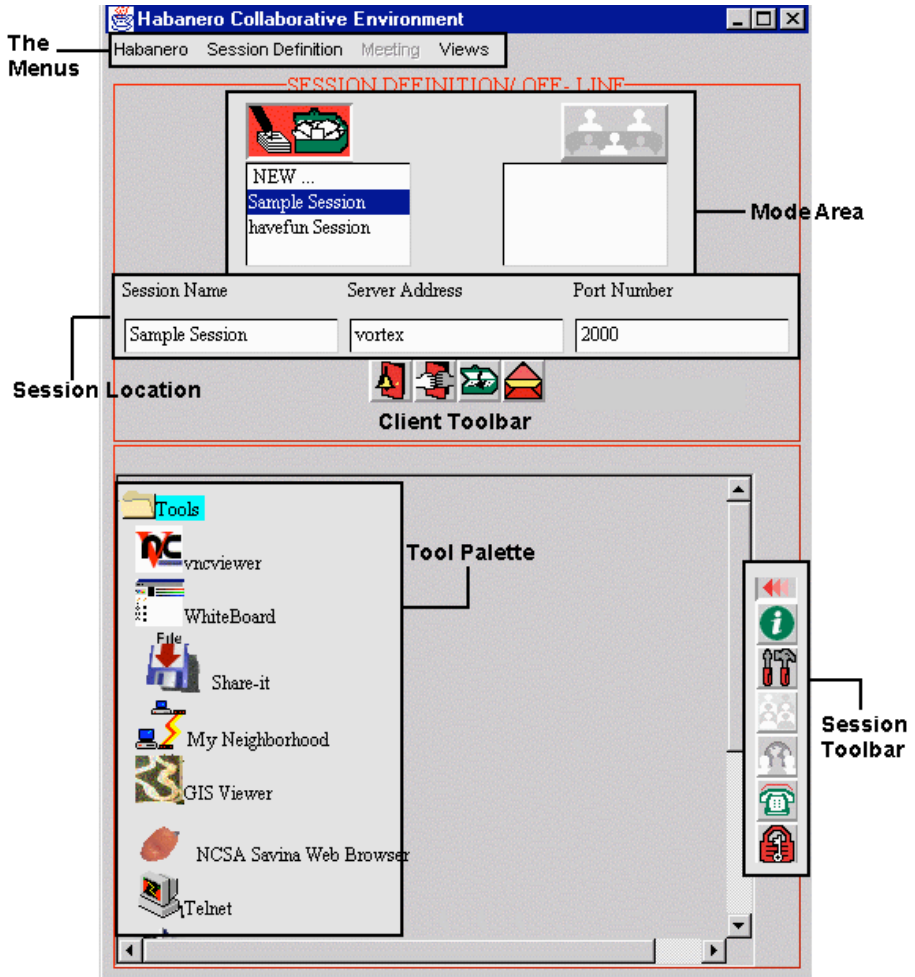 Habanero Collaborative Environment
The Menus
Habanero Session Definition Meeting Views
SESSION DEFINITION/ OFF- LINE
NEW ...
Sample Session
havefun Session
Mode Area
Session Name Server Address Port Number
Sample Session vortex 2000
Session Location
Client Toolbar
Tools
vncviewer
Tool Palette
WhiteBoard
File
Share-it
My Neighborhood
Session Toolbar
GIS Viewer
NCSA Savina Web Browser
Telnet